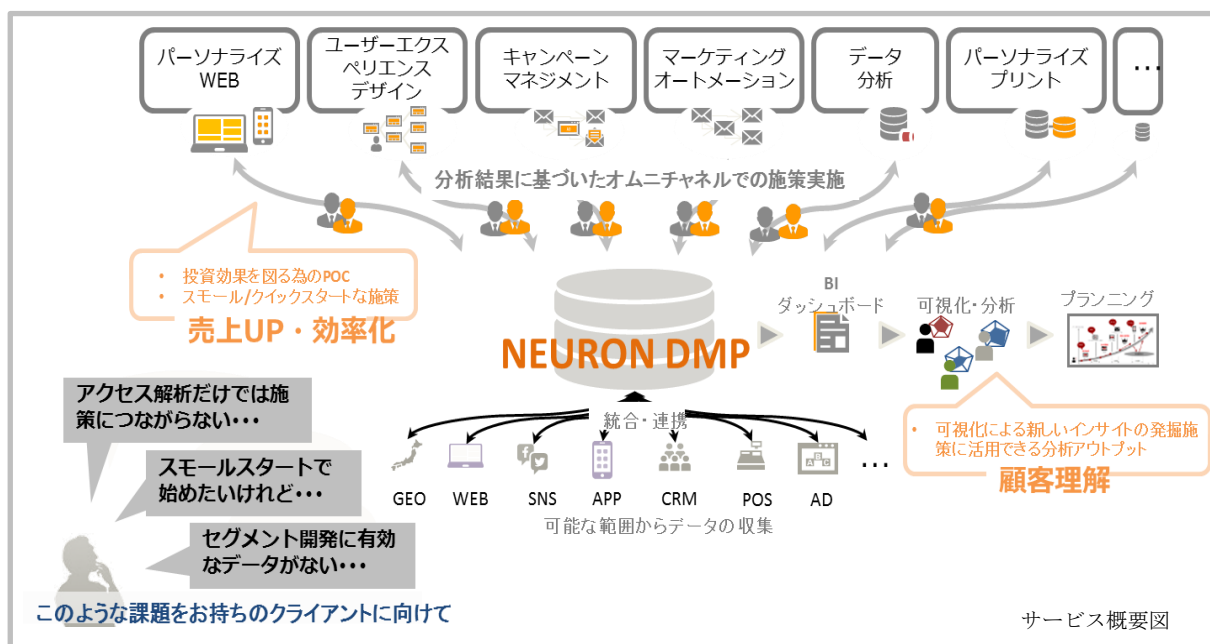 パーソナライズ
WEB
ユーザーエクス
ペリエンス
デザイン
キャンペーン
マネジメント
マーケティング
オートメーション
データ
分析
パーソナライズ
プリント
…
分析結果に基づいたオムニチャネルでの施策実施
• 投資効果を図る為のPOC
• スモール/クイックスタートな施策
売上UP・効率化
NEURON DMP
BI
ダッシュボード
可視化・分析
プランニング
• 可視化による新しいインサイトの発掘施
策に活用できる分析アウトプット
顧客理解
統合・連携
GEO
WEB
SNS
APP
CRM
POS
AD
…
可能な範囲からデータの収集
アクセス解析だけでは施
策につながらない・・・
スモールスタートで
始めたいけれど・・・
セグメント開発に有効
なデータがない・・・
このような課題をお持ちのクライアントに向けて
サービス概要図